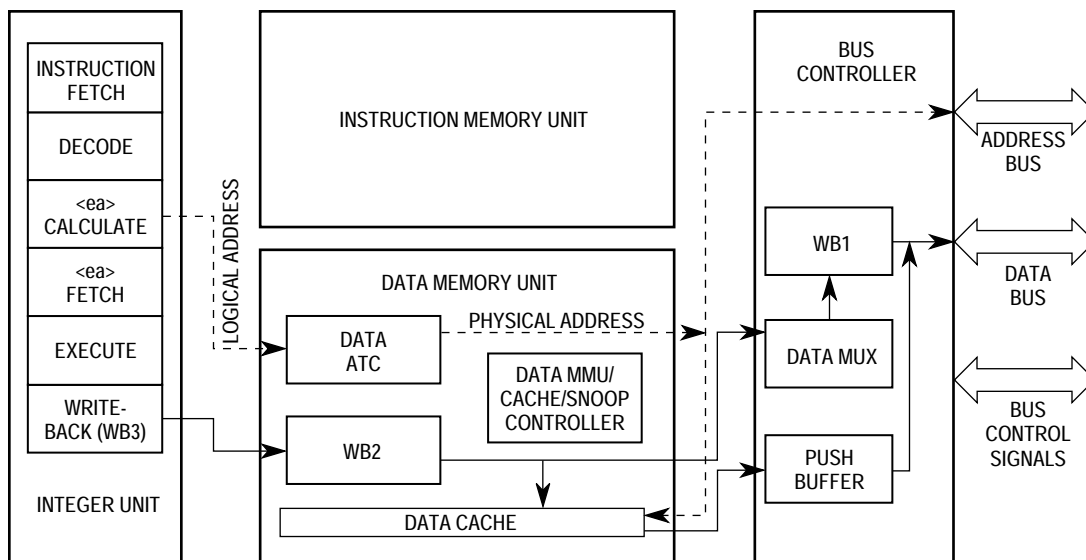 INSTRUCTION
FETCH
DECODE
<ea>
CALCULATE
<ea>
FETCH
EXECUTE
WRITE-
BACK (WB3)
INTEGER UNIT
LOGICAL ADDRESS
INSTRUCTION MEMORY UNIT
DATA MEMORY UNIT
DATA
ATC
PHYSICAL ADDRESS
DATA MMU/
CACHE/SNOOP
CONTROLLER
WB2
DATA CACHE
BUS
CONTROLLER
WB1
DATA MUX
PUSH
BUFFER
ADDRESS
BUS
DATA
BUS
BUS
CONTROL
SIGNALS